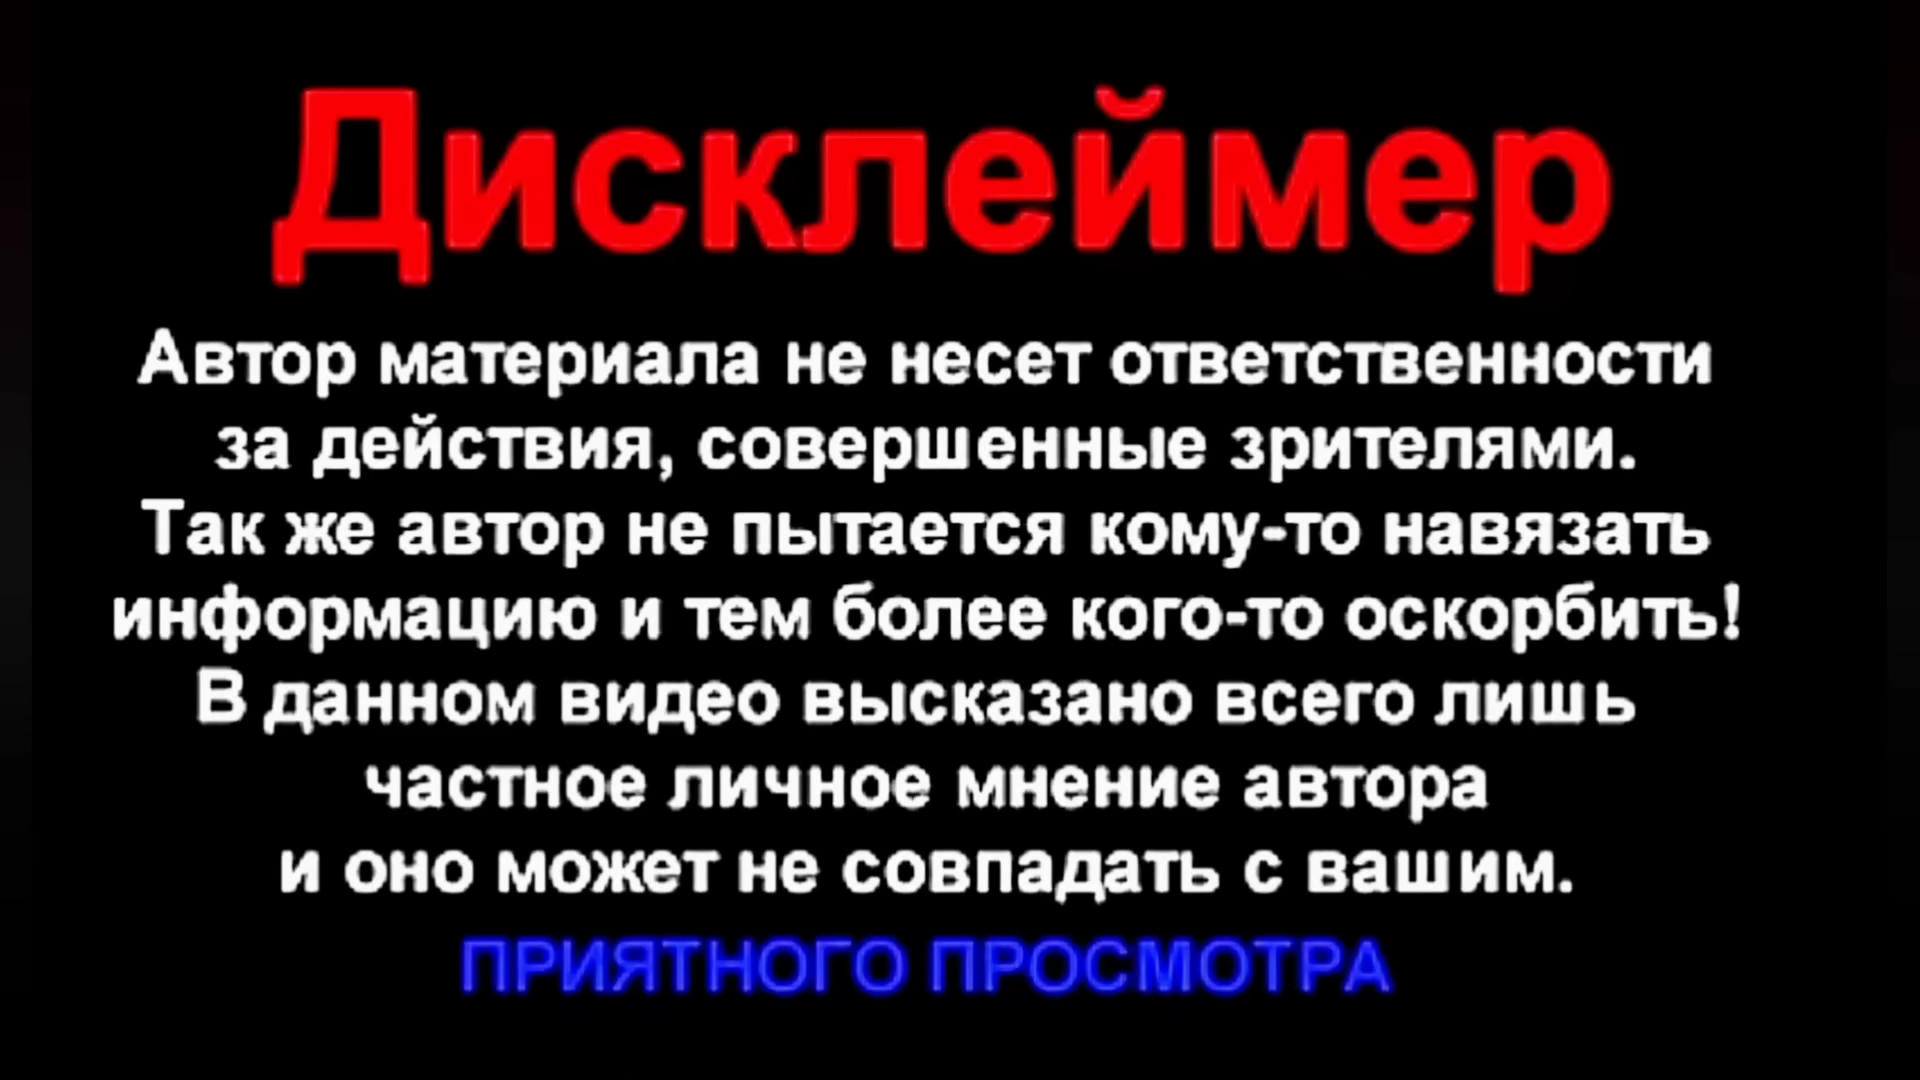 Дисклеймер
Автор материала не несет ответственности
за действия, совершенные зрителями.
Так же автор не пытается кому-то навязать
информацию и тем более кого-то оскорбить!
В данном видео высказано всего лишь
частное личное мнение автора
и оно может не совпадать с вашим.
ПРИЯТНОГО ПРОСМОТРА